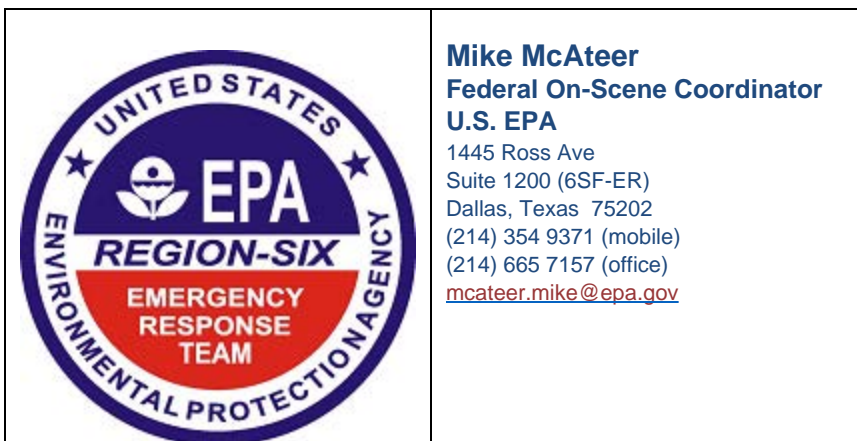 UNITED STATES
EPA
REGION-SIX
EMERGENCY
RESPONSE
TEAM
ENVIRONMENTAL PROTECTION AGENCY
Mike McAteer
Federal On-Scene Coordinator
U.S. EPA
1445 Ross Ave
Suite 1200 (6SF-ER)
Dallas, Texas  75202
(214) 354 9371 (mobile)
(214) 665 7157 (office)
mcateer.mike@epa.gov